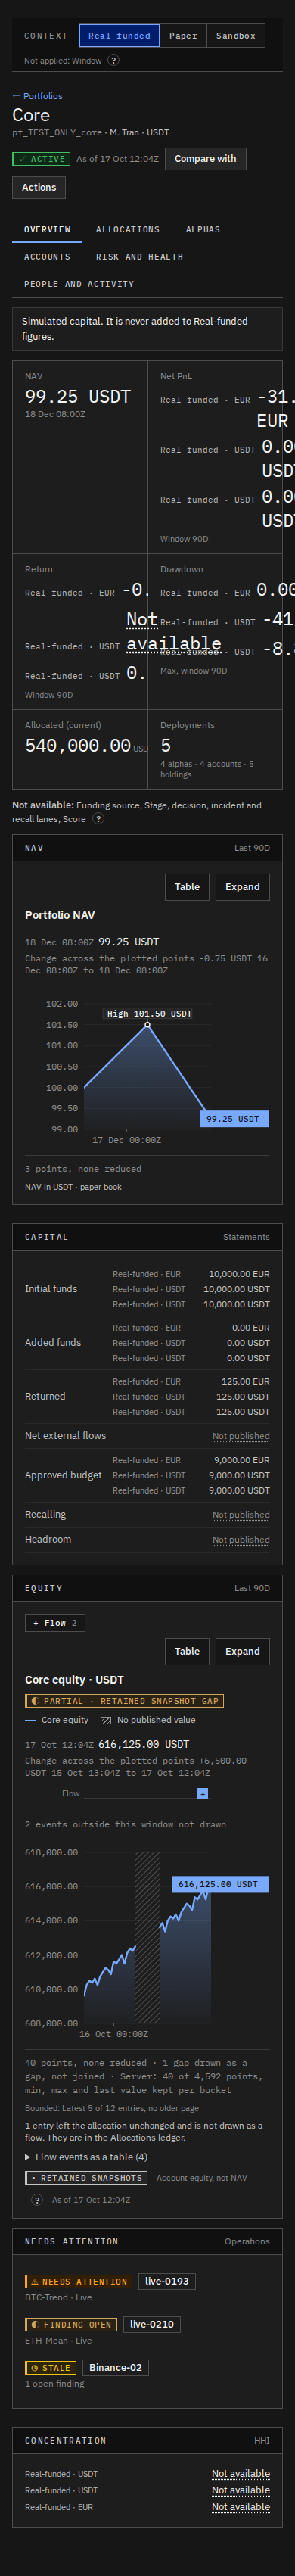 CONTEXT Real-funded Paper Sandbox
Not applied: Window ?
← Portfolios
Core
pf_TEST_ONLY_core · M. Tran · USDT
✓ ACTIVE As of 17 Oct 12:04Z Compare with
Actions
OVERVIEW ALLOCATIONS ALPHAS
ACCOUNTS RISK AND HEALTH
PEOPLE AND ACTIVITY
Simulated capital. It is never added to Real-funded
figures.
NAV
99.25 USDT
18 Dec 08:00Z
Net PnL
Real-funded · EUR -31.
EUR
Real-funded · USDT 0.0
USD
Real-funded · USDT 0.0
USD
Window 90D
Return
Real-funded · EUR -0.
Not
Real-funded · USDT available
Real-funded · USDT 0.
Window 90D
Drawdown
Real-funded · EUR 0.00
Real-funded · USDT -41
-8.
Max, window 90D
Allocated (current)
540,000.00 USD
Deployments
5
4 alphas · 4 accounts · 5
holdings
Not available: Funding source, Stage, decision, incident and
recall lanes, Score ?
NAV Last 90D
Table Expand
Portfolio NAV
18 Dec 08:00Z 99.25 USDT
Change across the plotted points -0.75 USDT 16
Dec 08:00Z to 18 Dec 08:00Z
102.00
High 101.50 USDT
101.50
101.00
100.50
100.00
99.50
99.25 USDT
99.00
17 Dec 00:00Z
3 points, none reduced
NAV in USDT · paper book
CAPITAL Statements
Initial funds
Real-funded · EUR 10,000.00 EUR
Real-funded · USDT 10,000.00 USDT
Real-funded · USDT 10,000.00 USDT
Added funds
Real-funded · EUR 0.00 EUR
Real-funded · USDT 0.00 USDT
Real-funded · USDT 0.00 USDT
Returned
Real-funded · EUR 125.00 EUR
Real-funded · USDT 125.00 USDT
Real-funded · USDT 125.00 USDT
Net external flows Not published
Approved budget
Real-funded · EUR 9,000.00 EUR
Real-funded · USDT 9,000.00 USDT
Real-funded · USDT 9,000.00 USDT
Recalling Not published
Headroom Not published
EQUITY Last 90D
+ Flow 2
Table Expand
Core equity · USDT
PARTIAL · RETAINED SNAPSHOT GAP
Core equity No published value
17 Oct 12:04Z 616,125.00 USDT
Change across the plotted points +6,500.00
USDT 15 Oct 13:04Z to 17 Oct 12:04Z
Flow +
2 events outside this window not drawn
618,000.00
616,000.00
616,125.00 USDT
614,000.00
612,000.00
610,000.00
608,000.00
16 Oct 00:00Z
40 points, none reduced · 1 gap drawn as a
gap, not joined · Server: 40 of 4,592 points,
min, max and last value kept per bucket
Bounded: Latest 5 of 12 entries, no older page
1 entry left the allocation unchanged and is not drawn as a
flow. They are in the Allocations ledger.
▶ Flow events as a table (4)
▪ RETAINED SNAPSHOTS Account equity, not NAV
? As of 17 Oct 12:04Z
NEEDS ATTENTION Operations
⚠ NEEDS ATTENTION live-0193
BTC-Trend · Live
FINDING OPEN live-0210
ETH-Mean · Live
STALE Binance-02
1 open finding
CONCENTRATION HHI
Real-funded · USDT Not available
Real-funded · USDT Not available
Real-funded · EUR Not available